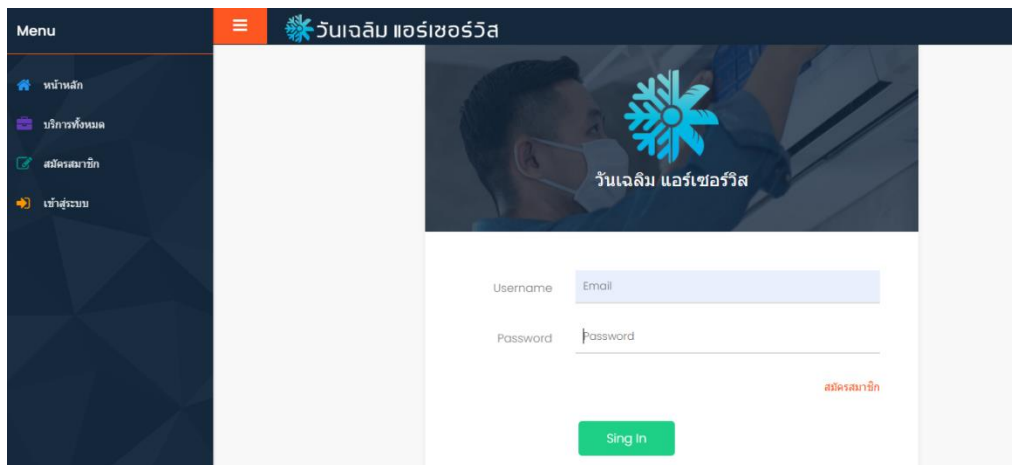 Menu
วันเฉลิม แอร์เซอร์วิส
หน้าหลัก
บริการทั้งหมด
สมัครสมาชิก
เข้าสู่ระบบ
วันเฉลิม แอร์เซอร์วิส
Username
Email
Password
Password
สมัครสมาชิก
Sing In